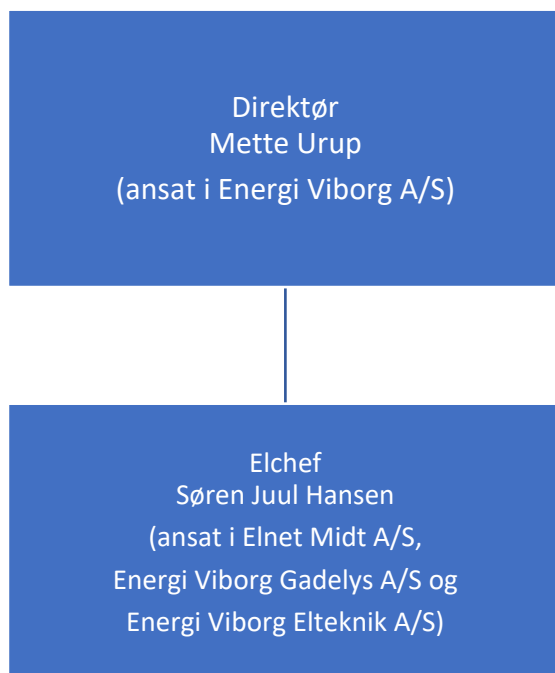 Direktør
Mette Urup
(ansat i Energi Viborg A/S)
Elchef
Søren Juul Hansen
(ansat i Elnet Midt A/S,
Energi Viborg Gadelys A/S og
Energi Viborg Elteknik A/S)